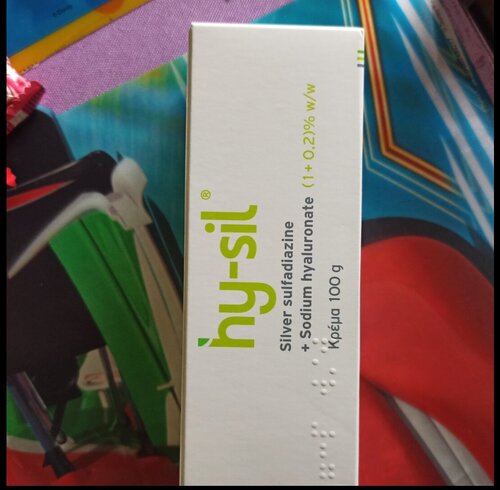 hy-sil®
Silver sulfadiazine
+ Sodium hyaluronate (1+0.2)% w/w
Κρέμα 100 g